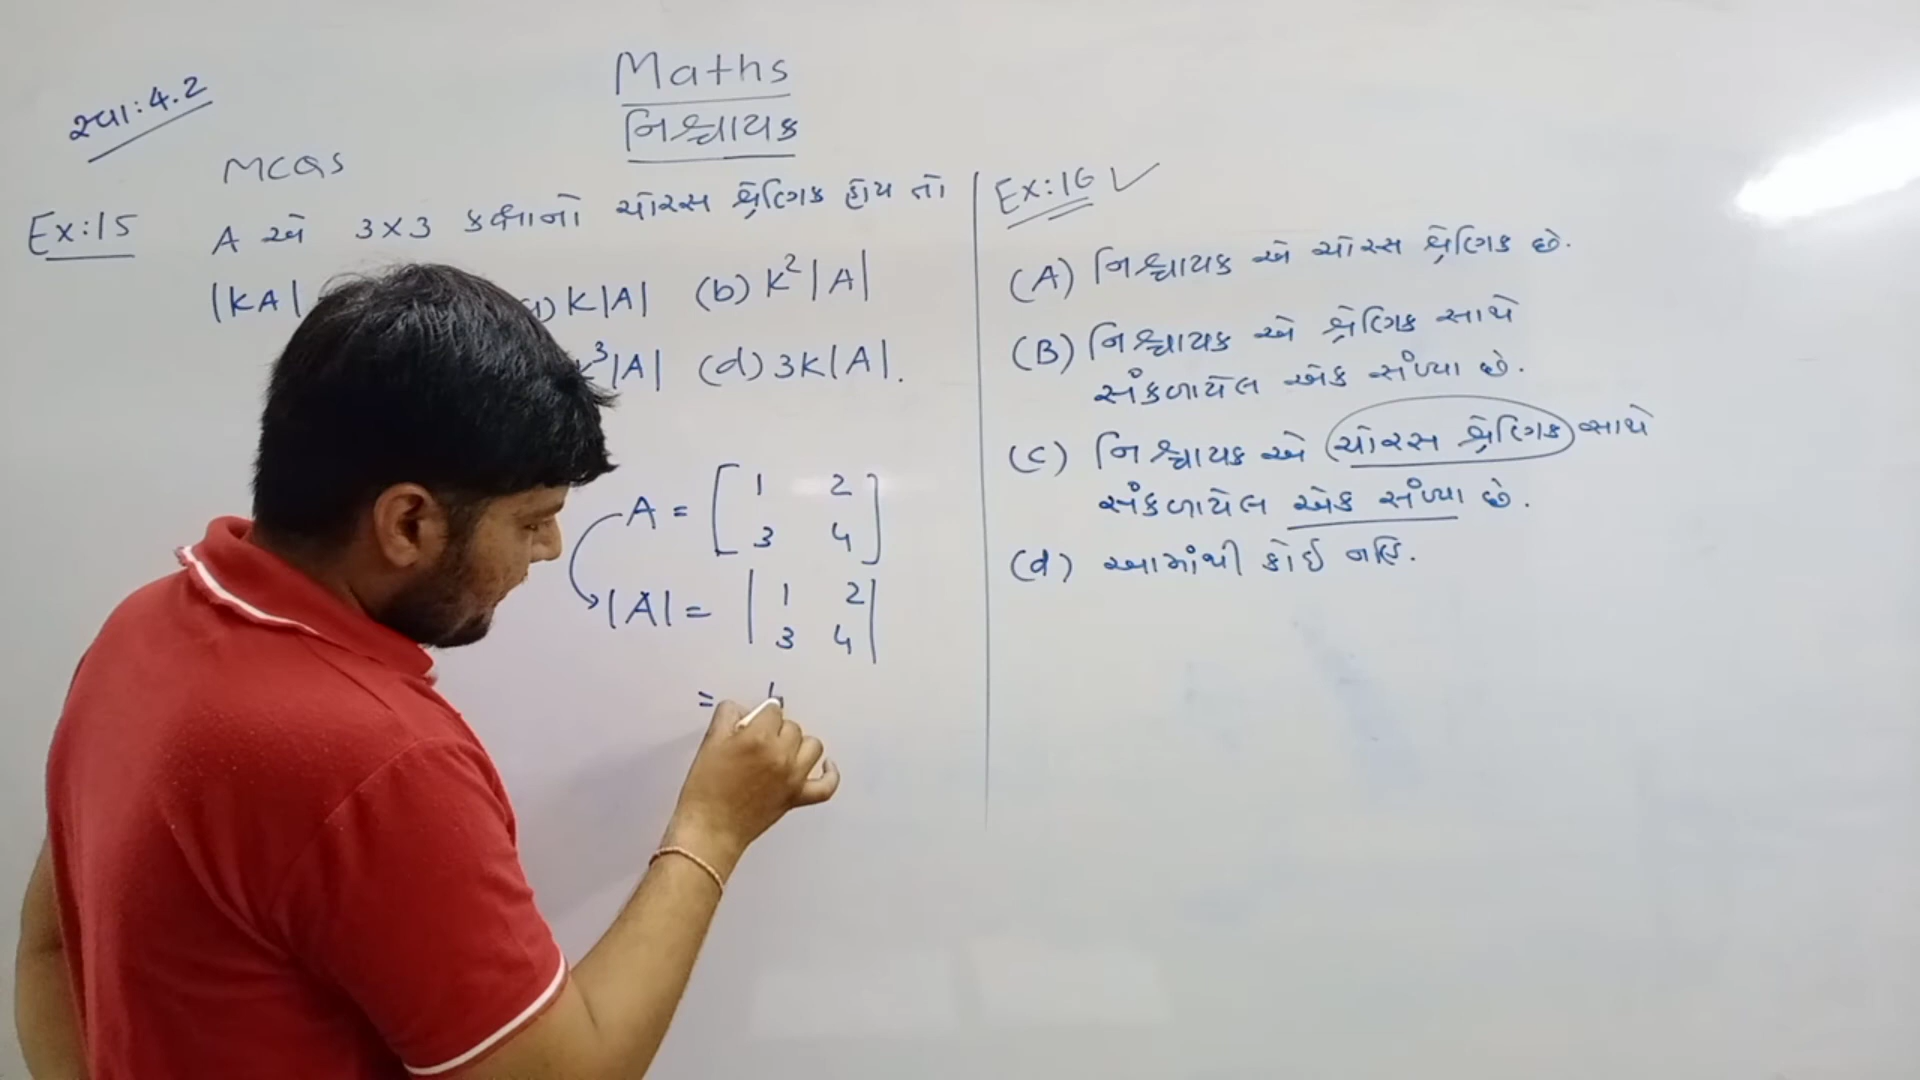 સ્વા:4.2
Maths
નિશ્ચાયક
MCQs
Ex:15 A એ 3×3 કક્ષાનો ચોરસ શ્રેણિક હોય તો
|KA| K|A| (b) K²|A|
³|A| (d) 3K|A|.
A = [ 1 2
3 4 ]
|A| = | 1 2
3 4 |
=
Ex:16 ✓
(A) નિશ્ચાયક એ ચોરસ શ્રેણિક છે.
(B) નિશ્ચાયક એ શ્રેણિક સાથે
સંકળાયેલ એક સંખ્યા છે.
(C) નિશ્ચાયક એ ચોરસ શ્રેણિક સાથે
સંકળાયેલ એક સંખ્યા છે.
(d) આમાંથી કોઈ નહિ.